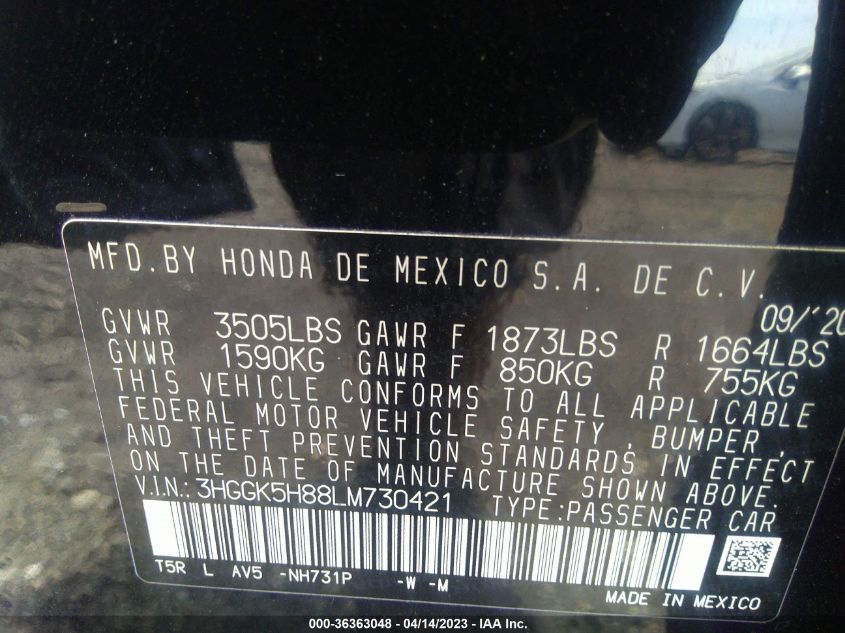 MFD.BY HONDA DE MEXICO S.A. DE C.V.
09/'20
GVWR 3505LBS GAWR F 1873LBS R 1664LBS
GVWR 1590KG GAWR F 850KG R 755KG
THIS VEHICLE CONFORMS TO ALL APPLICABLE
FEDERAL MOTOR VEHICLE SAFETY, BUMPER,
AND THEFT PREVENTION STANDARDS IN EFFECT
ON THE DATE OF MANUFACTURE SHOWN ABOVE.
V.I.N.: 3HGGK5H88LM730421 TYPE:PASSENGER CAR
T5R L AV5 -NH731P -W -M
MADE IN MEXICO
000-36363048 - 04/14/2023 - IAA Inc.